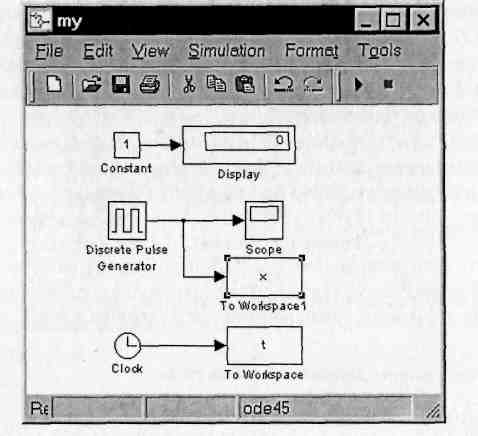 my
File Edit View Simulation Format Tools
1
Constant
0
Display
Discrete Pulse
Generator
Scope
x
To Workspace1
Clock
t
To Workspace
Re
ode45